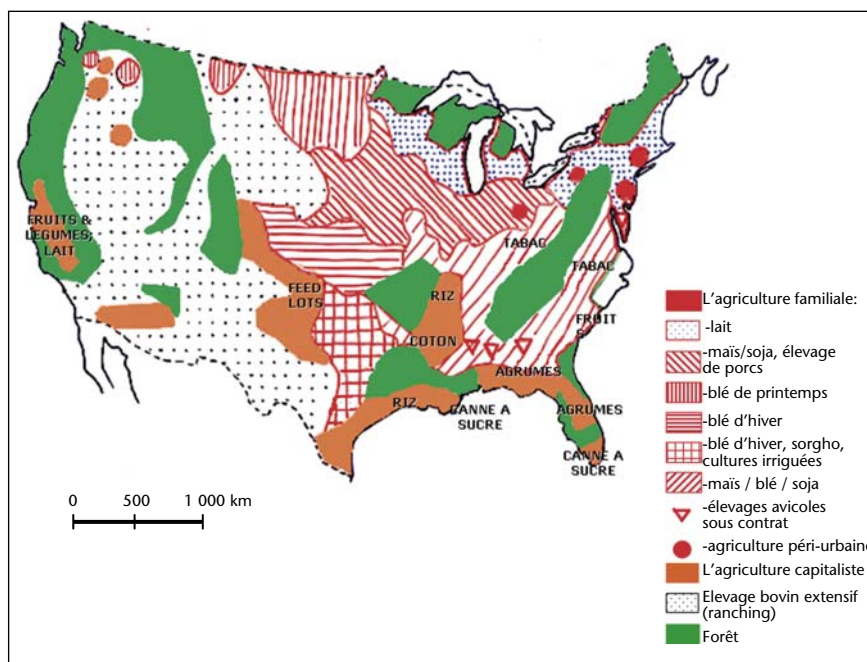 FRUITS &
LEGUMES;
LAIT
FEED
LOTS
RIZ
COTON
TABAC
TABAC
FRUIT
S
AGRUMES
AGRUMES
RIZ
CANNE A
SUCRE
CANNE A
SUCRE
0 500 1 000 km
L'agriculture familiale:
-lait
-maïs/soja, élevage
de porcs
-blé de printemps
-blé d'hiver
-blé d'hiver, sorgho,
cultures irriguées
-maïs / blé / soja
-élevages avicoles
sous contrat
-agriculture péri-urbaine
L'agriculture capitaliste
Elevage bovin extensif
(ranching)
Forêt